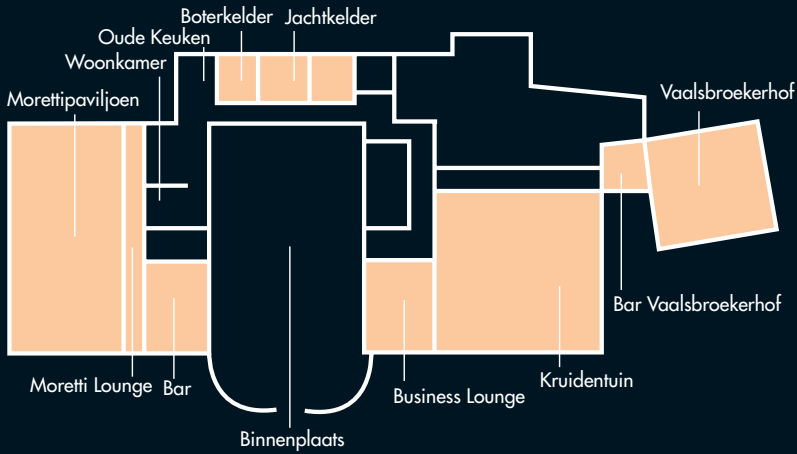 Boterkelder
Jachtkelder
Oude Keuken
Woonkamer
Morettipaviljoen
Vaalsbroekerhof
Bar Vaalsbroekerhof
Moretti Lounge
Bar
Business Lounge
Kruidentuin
Binnenplaats